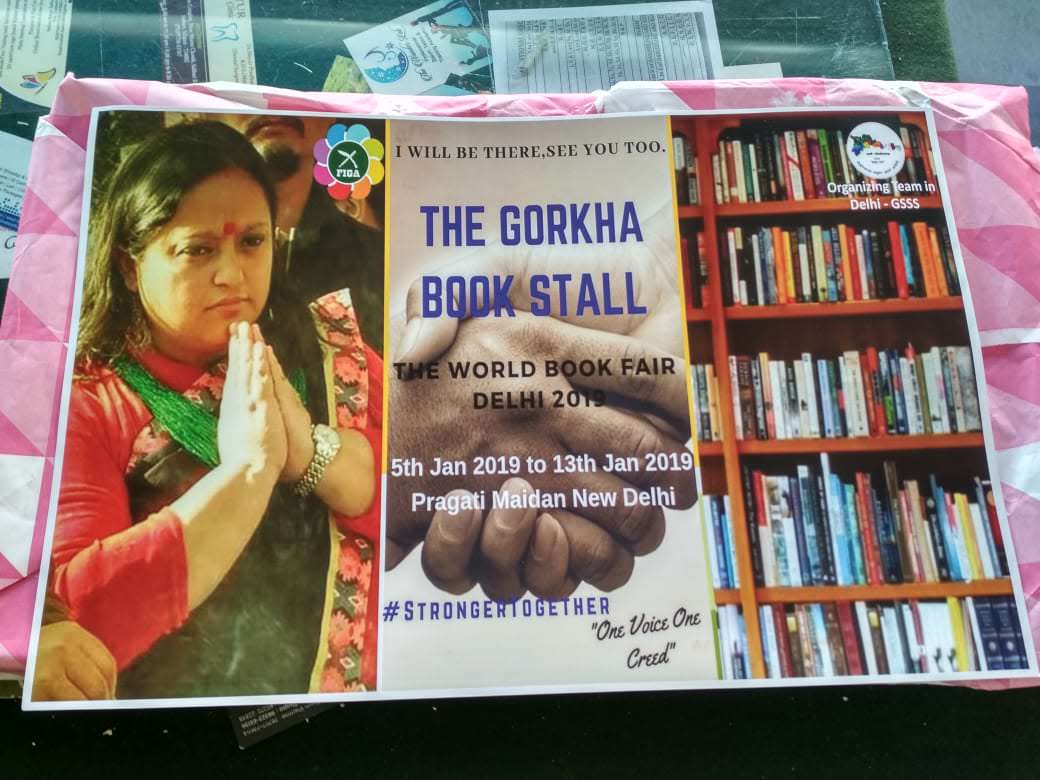 I WILL BE THERE,SEE YOU TOO.
FIGA
THE GORKHA
BOOK STALL
THE WORLD BOOK FAIR
DELHI 2019
5th Jan 2019 to 13th Jan 2019
Pragati Maidan New Delhi
#STRONGERTOGETHER
"One Voice One
Creed"
Organizing Team in
Delhi - GSSS